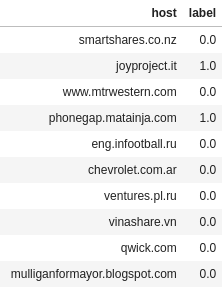 host label
smartshares.co.nz 0.0
joyproject.it 1.0
www.mtrwestern.com 0.0
phonegap.matainja.com 1.0
eng.infootball.ru 0.0
chevrolet.com.ar 0.0
ventures.pl.ru 0.0
vinashare.vn 0.0
qwick.com 0.0
mulliganformayor.blogspot.com 0.0